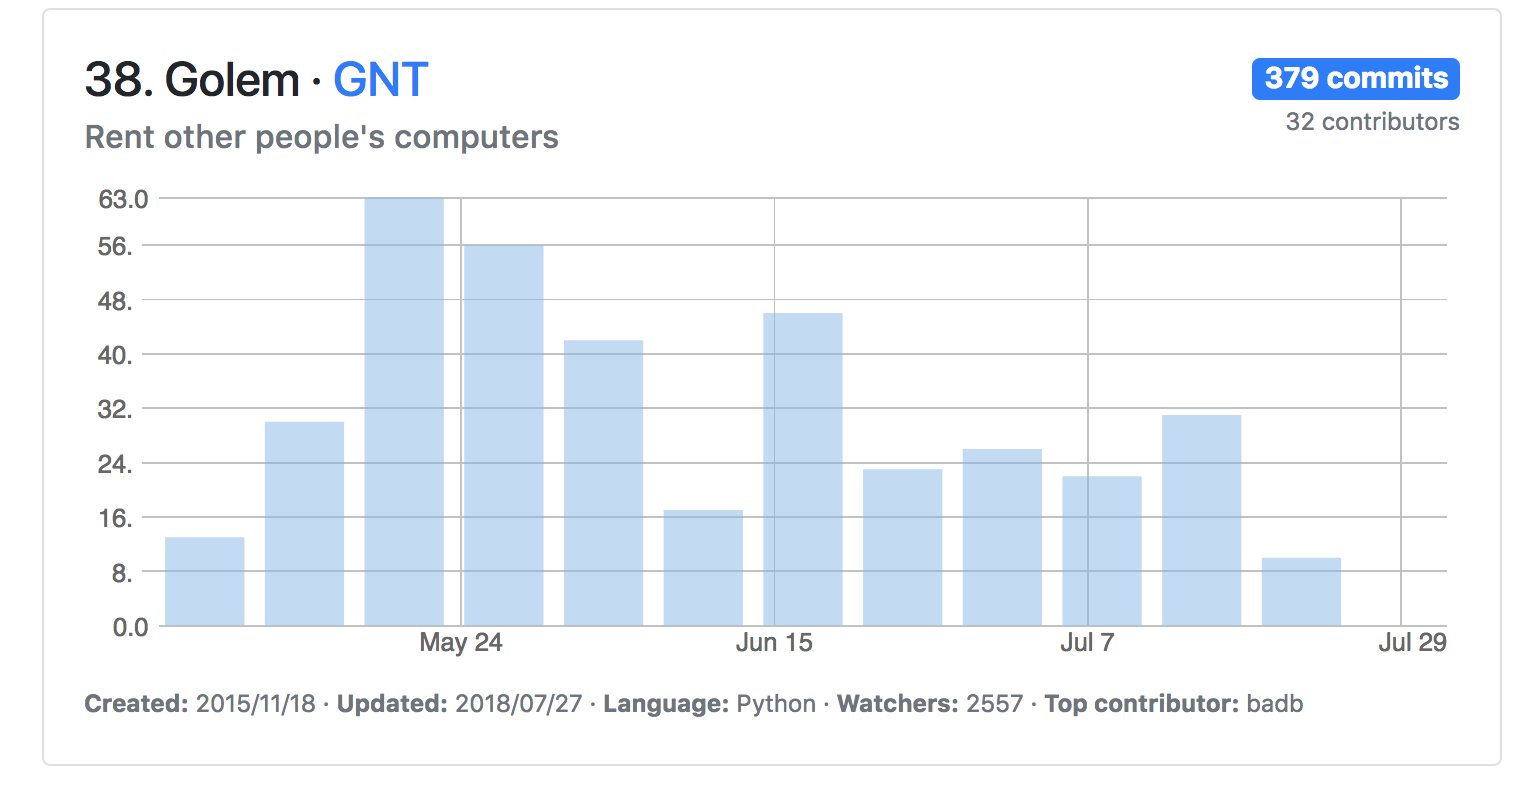 38. Golem · GNT
379 commits
Rent other people's computers
32 contributors
63.0
56.
48.
40.
32.
24.
16.
8.
0.0
May 24 Jun 15 Jul 7 Jul 29
Created: 2015/11/18 · Updated: 2018/07/27 · Language: Python · Watchers: 2557 · Top contributor: badb